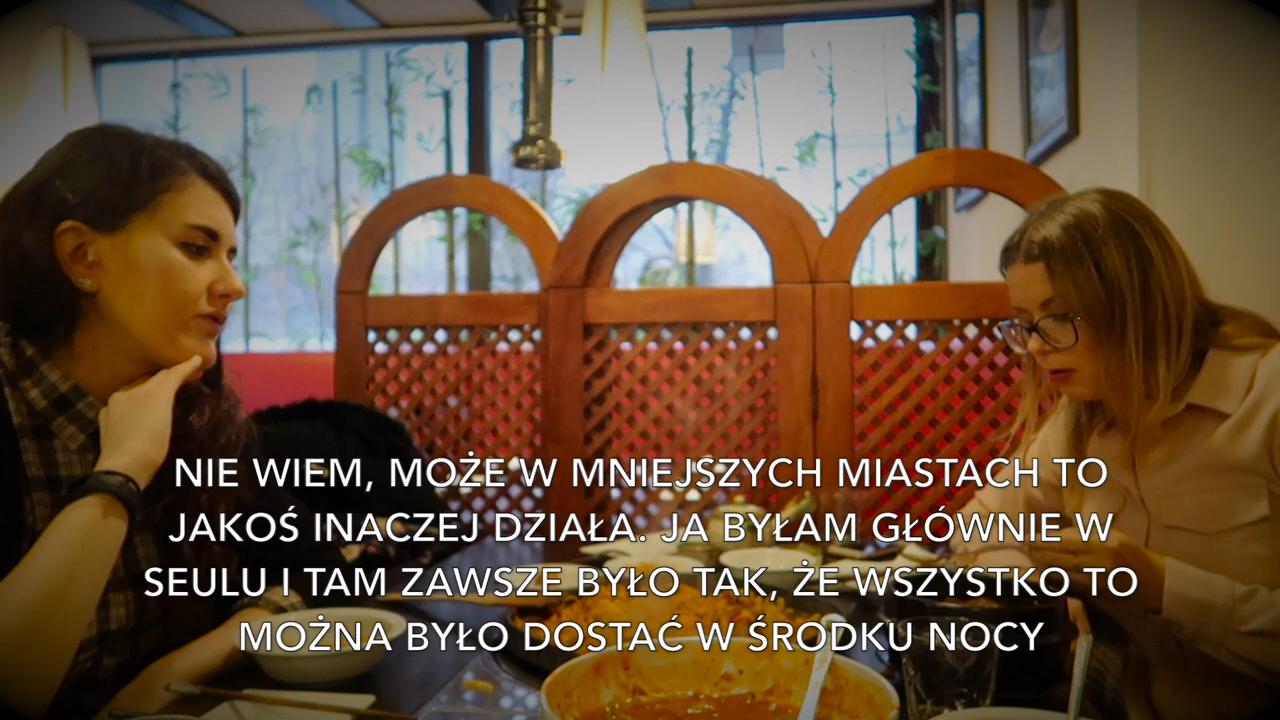 NIE WIEM, MOŻE W MNIEJSZYCH MIASTACH TO
JAKOŚ INACZEJ DZIAŁA. JA BYŁAM GŁÓWNIE W
SEULU I TAM ZAWSZE BYŁO TAK, ŻE WSZYSTKO TO
MOŻNA BYŁO DOSTAĆ W ŚRODKU NOCY